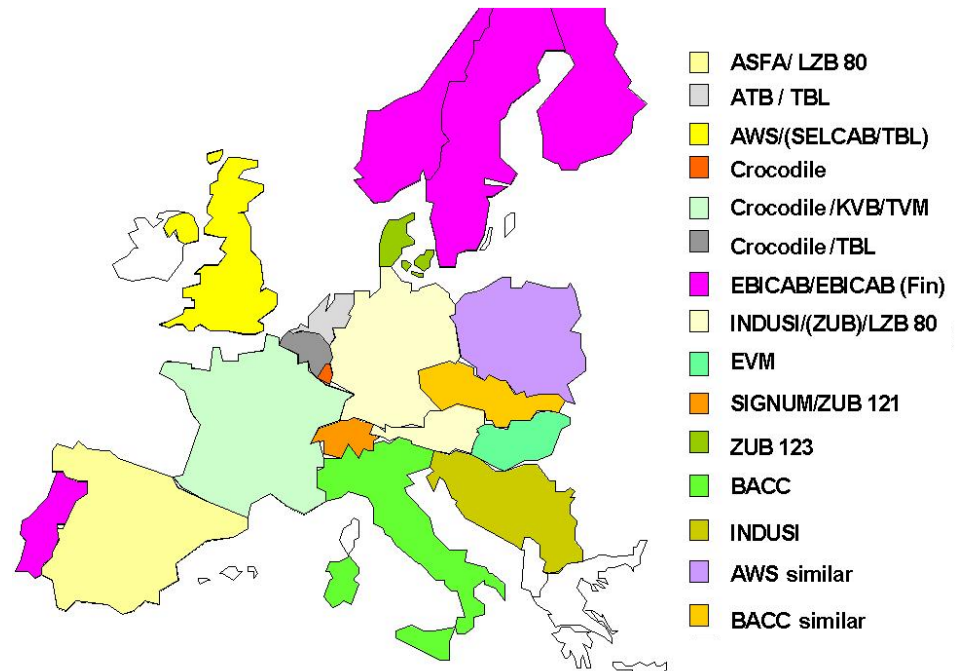 ASFA/ LZB 80
ATB / TBL
AWS/(SELCAB/TBL)
Crocodile
Crocodile/KVB/TVM
Crocodile/TBL
EBICAB/EBICAB (Fin)
INDUSI/(ZUB)/LZB 80
EVM
SIGNUM/ZUB 121
ZUB 123
BACC
INDUSI
AWS similar
BACC similar